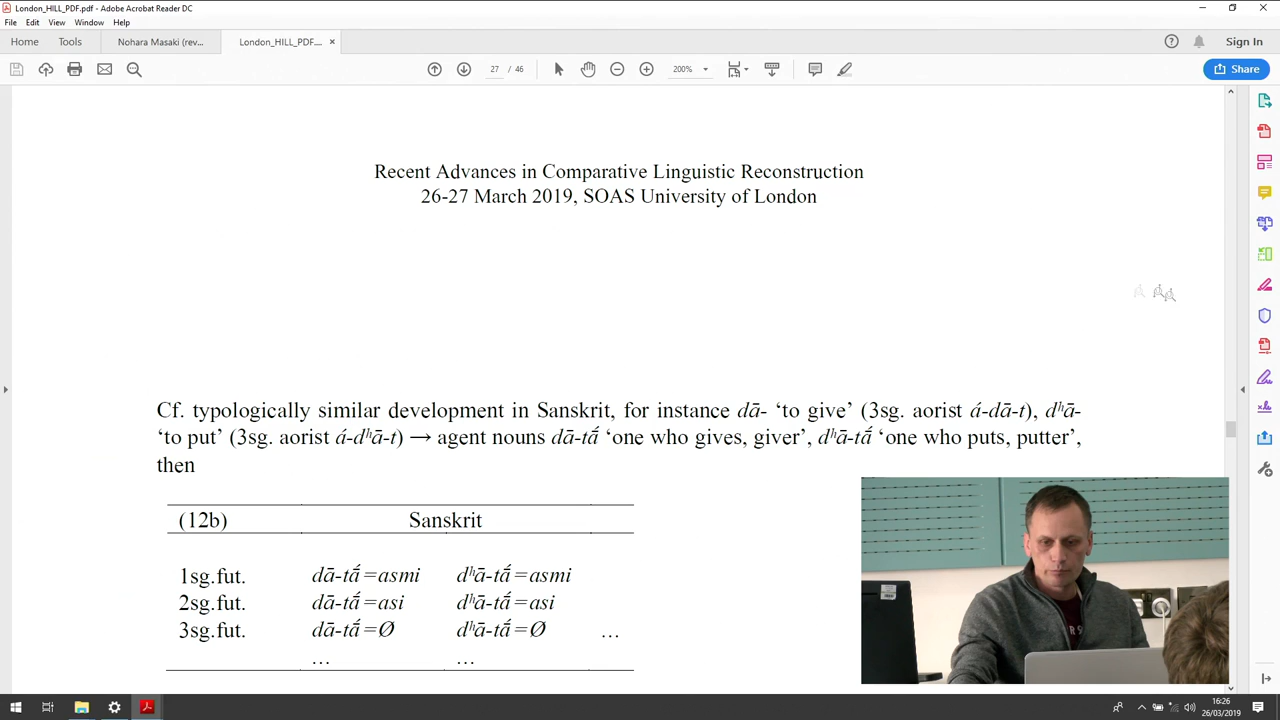 London_HILL_PDF.pdf - Adobe Acrobat Reader DC
File Edit View Window Help
Home Tools Nohara Masaki (rev... London_HILL_PDF.... × Sign In
27 / 46 200% Share
Recent Advances in Comparative Linguistic Reconstruction
26-27 March 2019, SOAS University of London
Cf. typologically similar development in Sanskrit, for instance dā- ‘to give’ (3sg. aorist á-dā-t), dʰā-
‘to put’ (3sg. aorist á-dʰā-t) → agent nouns dā-tā́ ‘one who gives, giver’, dʰā-tā́ ‘one who puts, putter’,
then
(12b) Sanskrit
1sg.fut. dā-tā́=asmi dʰā-tā́=asmi
2sg.fut. dā-tā́=asi dʰā-tā́=asi
3sg.fut. dā-tā́=Ø dʰā-tā́=Ø …
… …
16:26
26/03/2019